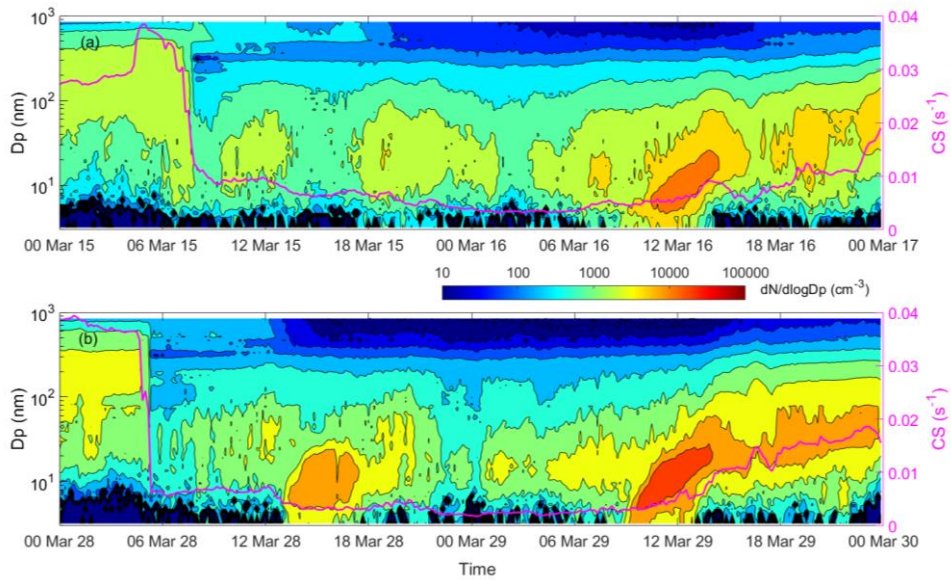 (a)
10³
10²
10¹
Dp (nm)
0.04
0.03
0.02
0.01
0
CS (s⁻¹)
00 Mar 15 06 Mar 15 12 Mar 15 18 Mar 15 00 Mar 16 06 Mar 16 12 Mar 16 18 Mar 16 00 Mar 17
10 100 1000 10000 100000
dN/dlogDp (cm⁻³)
(b)
10³
10²
10¹
Dp (nm)
0.04
0.03
0.02
0.01
0
CS (s⁻¹)
00 Mar 28 06 Mar 28 12 Mar 28 18 Mar 28 00 Mar 29 06 Mar 29 12 Mar 29 18 Mar 29 00 Mar 30
Time